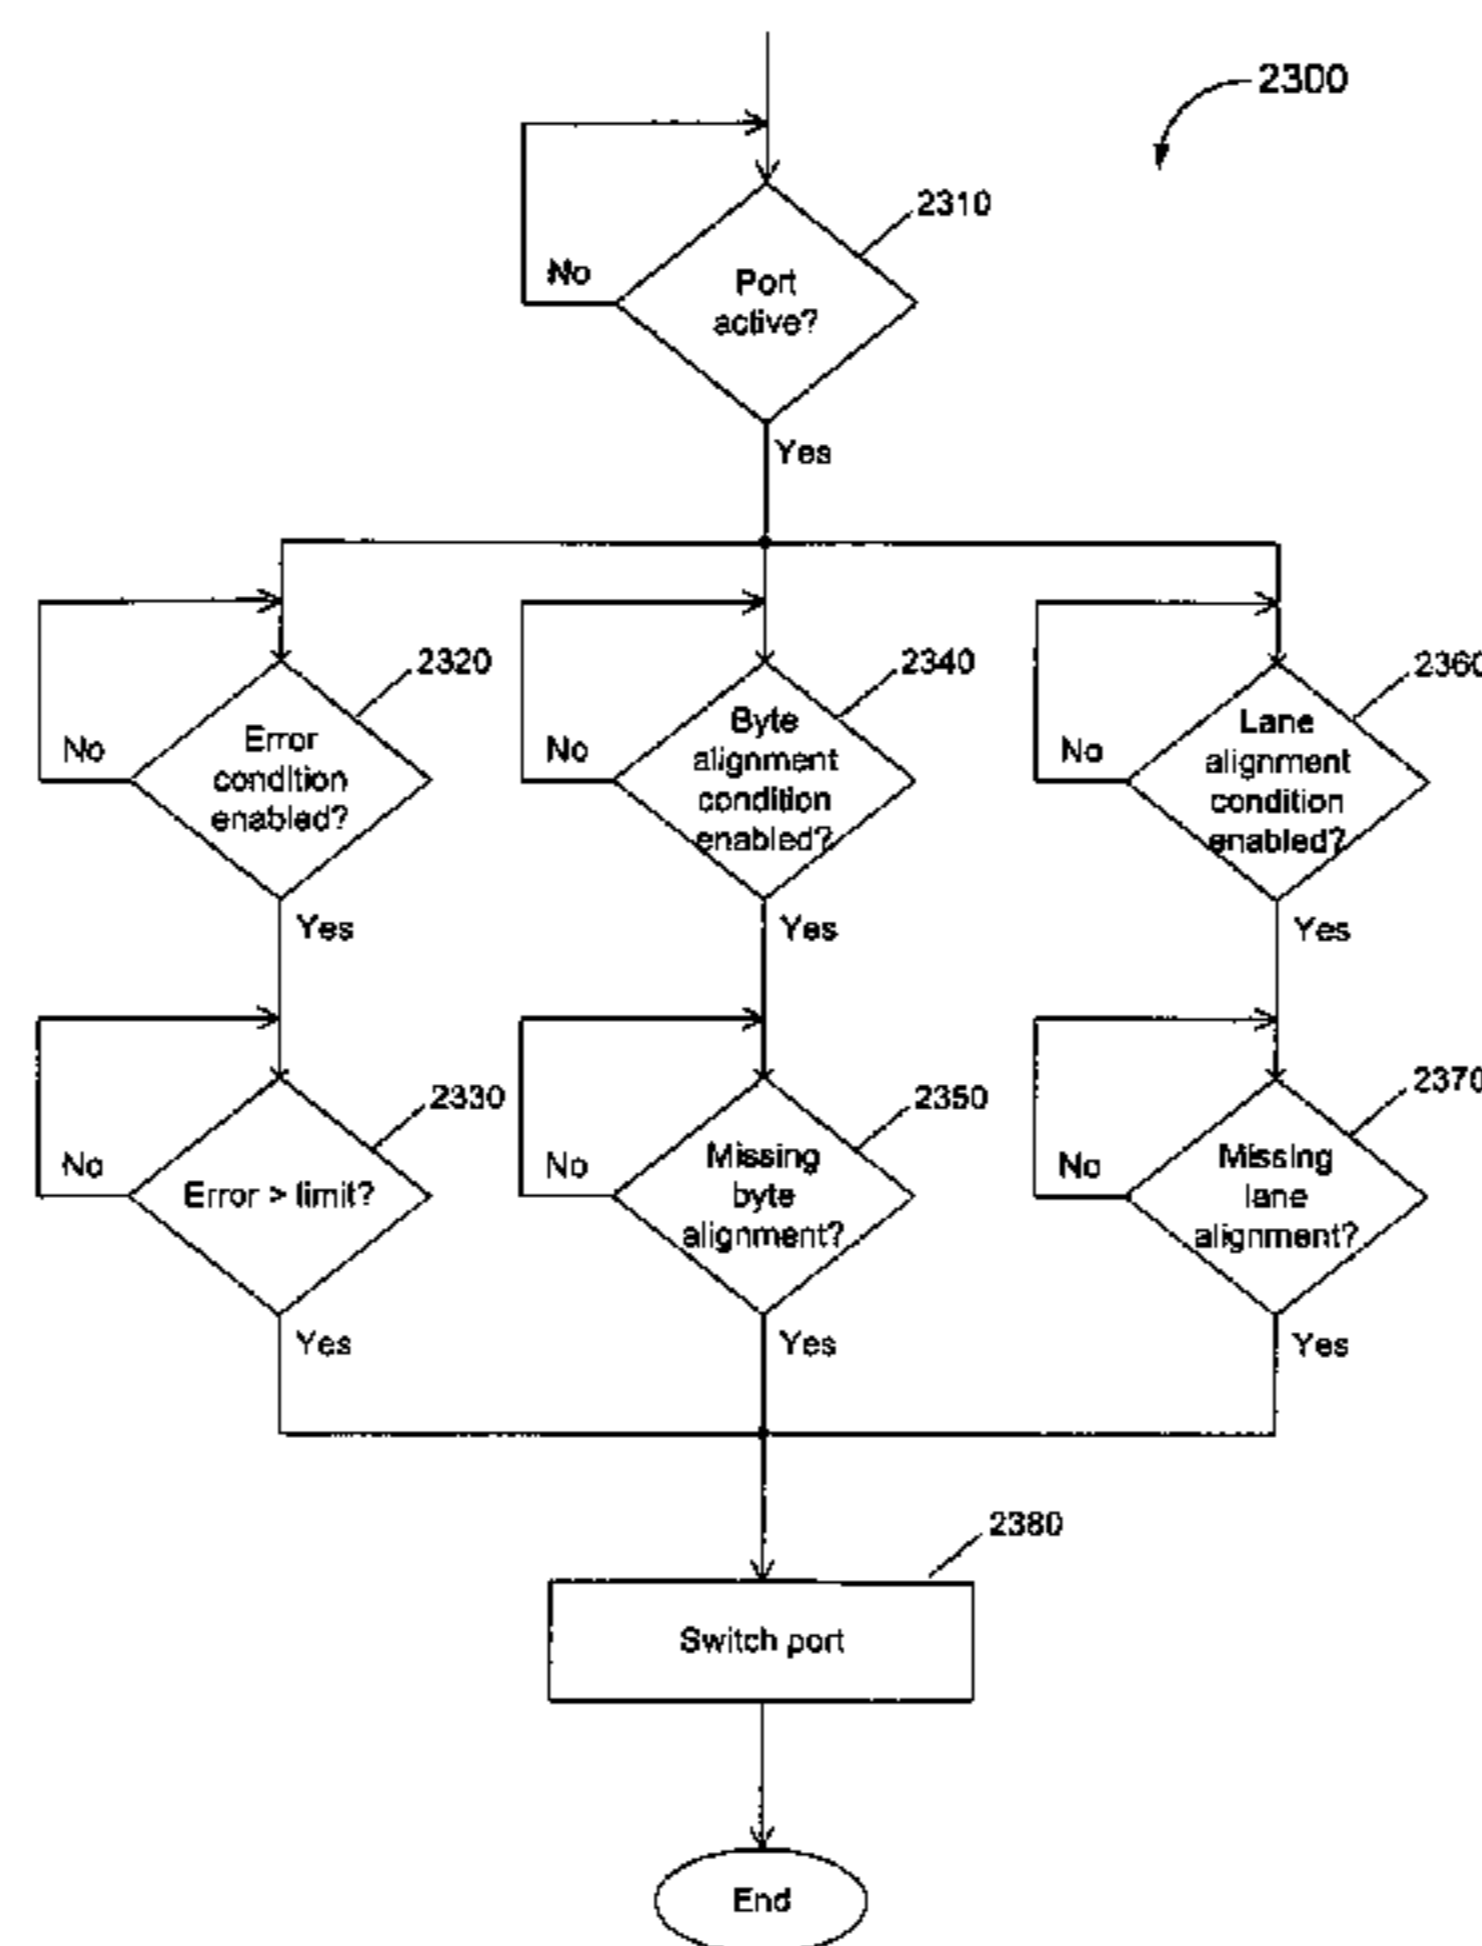 2300
2310
Port
active?
No
Yes
2320
Error
condition
enabled?
No
Yes
2340
Byte
alignment
condition
enabled?
No
Yes
2360
Lane
alignment
condition
enabled?
No
Yes
2330
Error > limit?
No
Yes
2350
Missing
byte
alignment?
No
Yes
2370
Missing
lane
alignment?
No
Yes
2380
Switch port
End